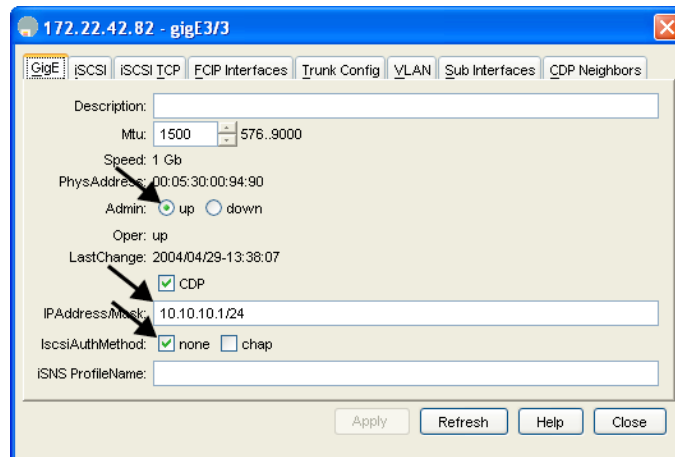 172.22.42.82 - gigE3/3
GigE iSCSI iSCSI TCP FCIP Interfaces Trunk Config VLAN Sub Interfaces CDP Neighbors
Description:
Mtu: 1500 576..9000
Speed: 1 Gb
PhysAddress: 00:05:30:00:94:90
Admin: up down
Oper: up
LastChange: 2004/04/29-13:38:07
CDP
IPAddress/Mask: 10.10.10.1/24
IscsiAuthMethod: none chap
iSNS ProfileName:
Apply Refresh Help Close